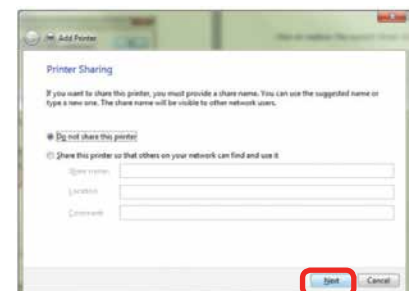 Add Printer
Printer Sharing
If you want to share this printer, you must provide a share name. You can use the suggested name or
type a new one. The share name will be visible to other network users.
Do not share this printer
Share this printer so that others on your network can find and use it
Share name:
Location:
Comment:
Next
Cancel